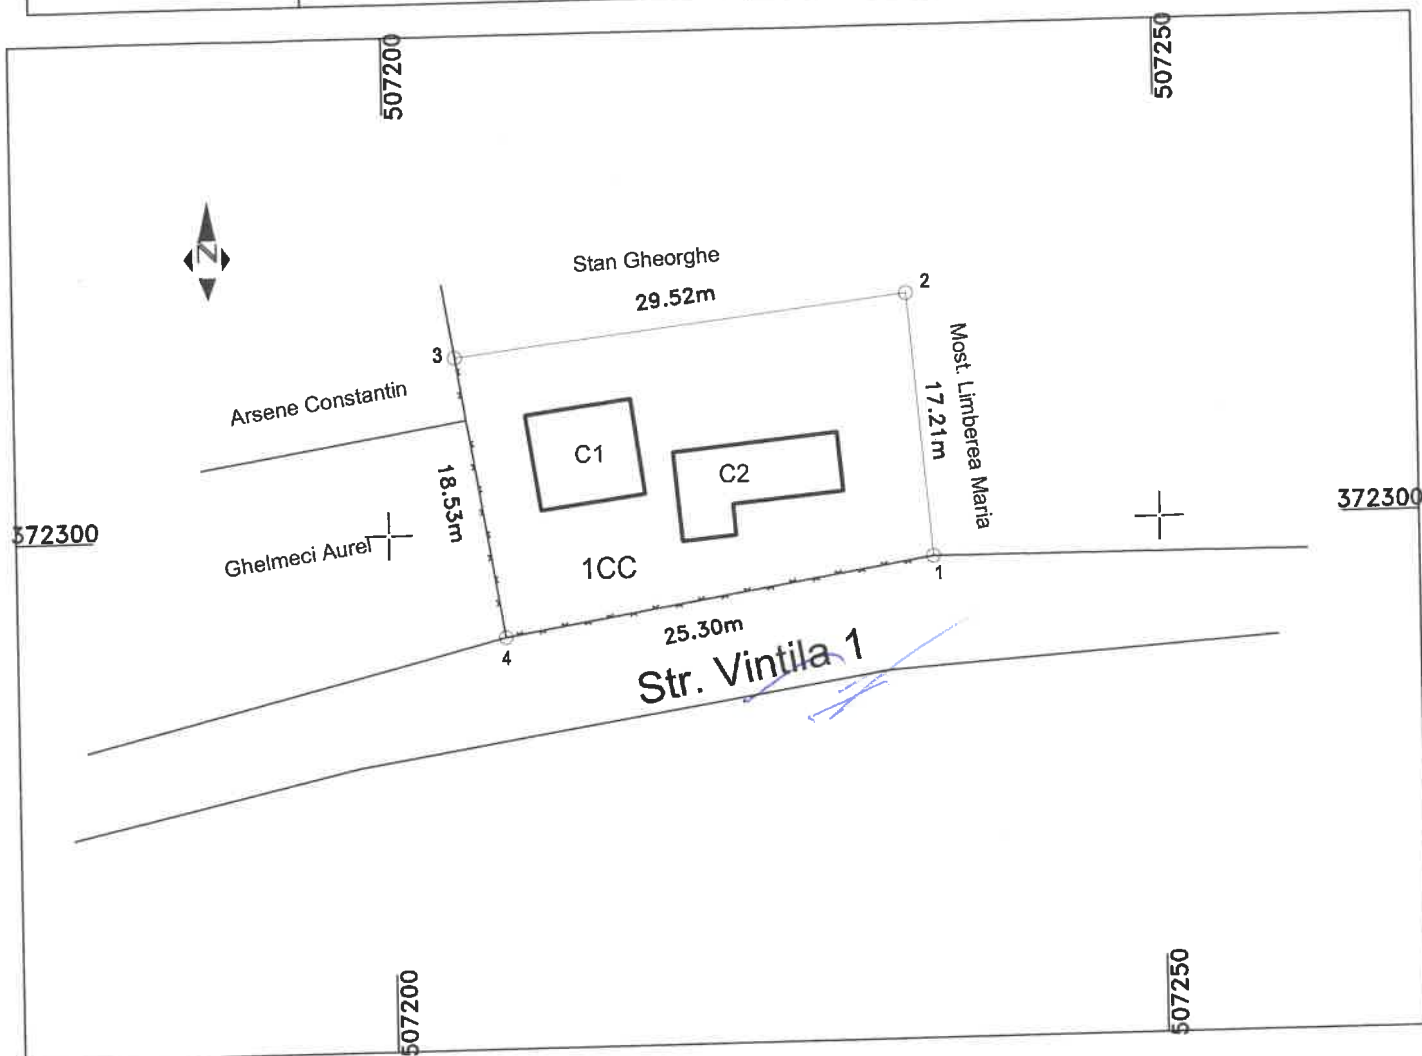 507200
507250
N
Stan Gheorghe
29.52m
2
3
Most. Limberea Maria
17.21m
Arsene Constantin
C1
C2
18.53m
372300
372300
Ghelmeci Aurel
1CC
1
25.30m
4
Str. Vintila 1
507200
507250